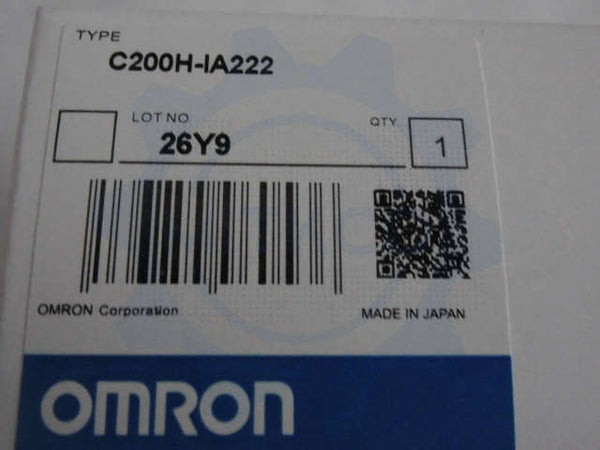 TYPE
C200H-IA222
LOT NO
26Y9
QTY
1
OMRON Corporation
MADE IN JAPAN
OMRON